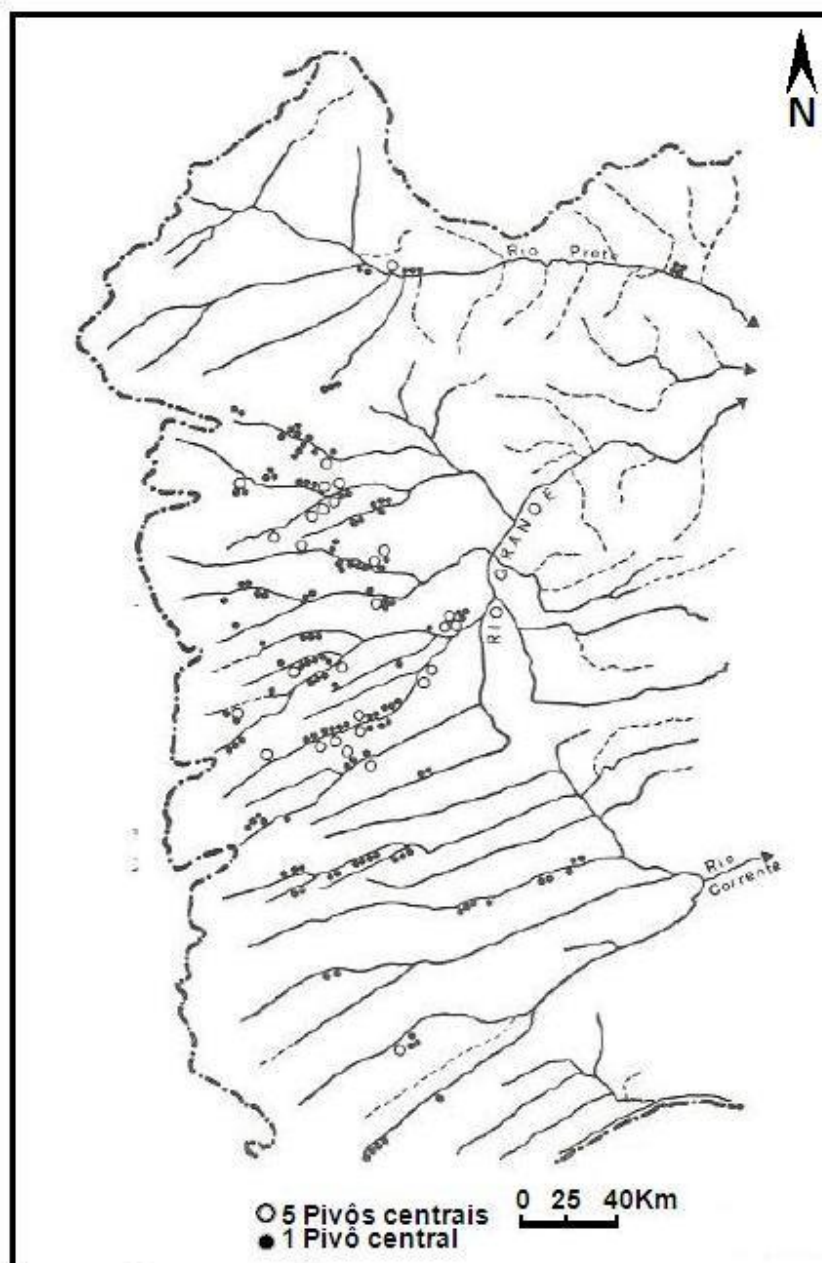 N
Rio Preto
RIO GRANDE
Rio
Corrente
5 Pivôs centrais
1 Pivô central
0 25 40Km